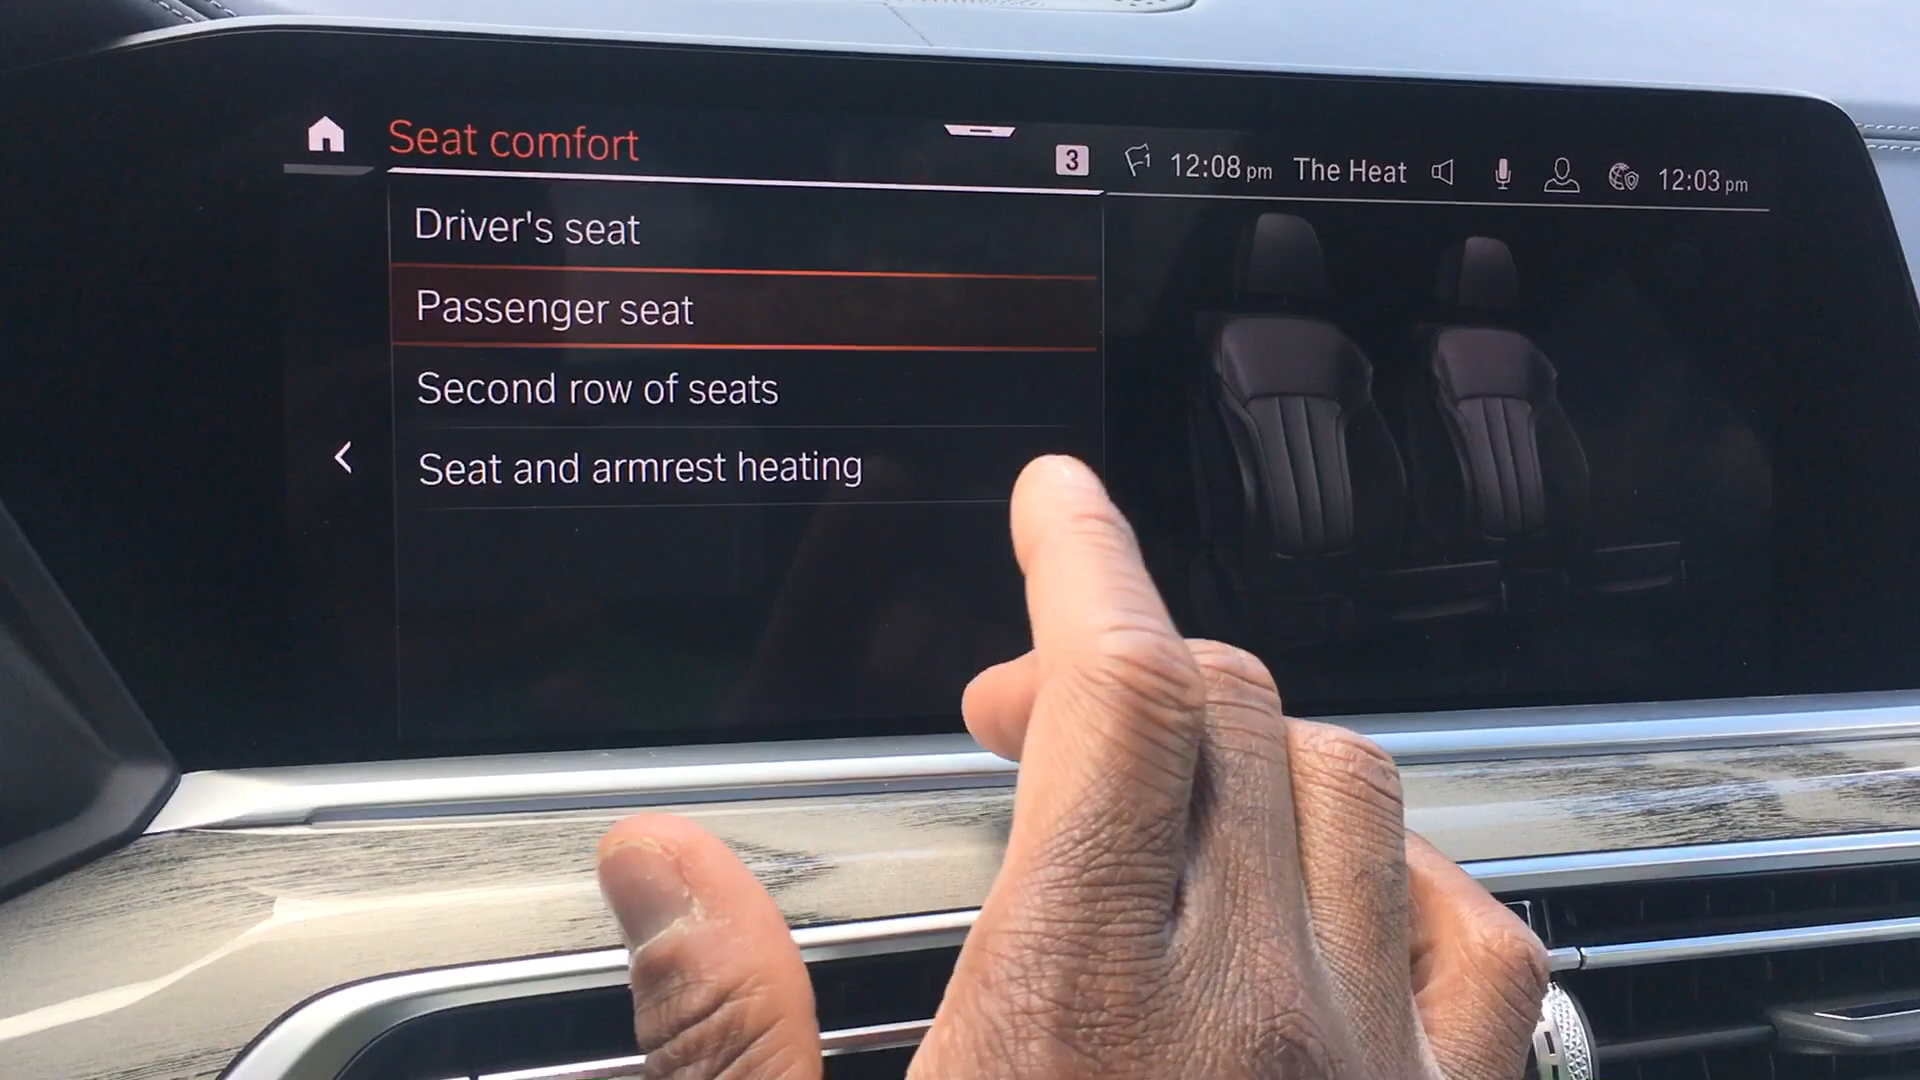 Seat comfort
3 12:08 pm The Heat 12:03 pm
Driver's seat
Passenger seat
Second row of seats
Seat and armrest heating